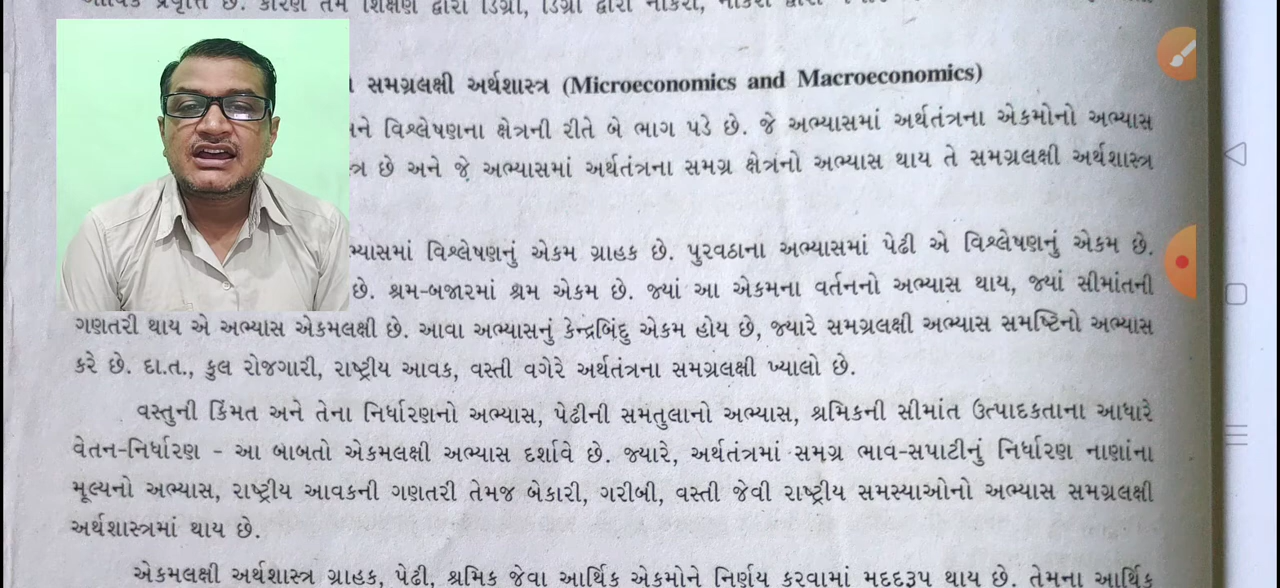 સમગ્રલક્ષી અર્થશાસ્ત્ર (Microeconomics and Macroeconomics)
વિશ્લેષણના ક્ષેત્રની રીતે બે ભાગ પડે છે. જે અભ્યાસમાં અર્થતંત્રના એકમોનો અભ્યાસ
છે અને જે અભ્યાસમાં અર્થતંત્રના સમગ્ર ક્ષેત્રનો અભ્યાસ થાય તે સમગ્રલક્ષી અર્થશાસ્ત્ર
વિશ્લેષણનું એકમ ગ્રાહક છે. પુરવઠાના અભ્યાસમાં પેઢી એ વિશ્લેષણનું એકમ છે.
છે. શ્રમ-બજારમાં શ્રમ એકમ છે. જ્યાં આ એકમના વર્તનનો અભ્યાસ થાય, જ્યાં સીમાંતની
ગણતરી થાય એ અભ્યાસ એકમલક્ષી છે. આવા અભ્યાસનું કેન્દ્રબિંદુ એકમ હોય છે, જ્યારે સમગ્રલક્ષી અભ્યાસ સમષ્ટિનો અભ્યાસ
કરે છે. દા.ત., કુલ રોજગારી, રાષ્ટ્રીય આવક, વસ્તી વગેરે અર્થતંત્રના સમગ્રલક્ષી ખ્યાલો છે.
વસ્તુની કિંમત અને તેના નિર્ધારણનો અભ્યાસ, પેઢીની સમતુલાનો અભ્યાસ, શ્રમિકની સીમાંત ઉત્પાદકતાના આધારે
વેતન-નિર્ધારણ - આ બાબતો એકમલક્ષી અભ્યાસ દર્શાવે છે. જ્યારે, અર્થતંત્રમાં સમગ્ર ભાવ-સપાટીનું નિર્ધારણ નાણાંના
મૂલ્યનો અભ્યાસ, રાષ્ટ્રીય આવકની ગણતરી તેમજ બેકારી, ગરીબી, વસ્તી જેવી રાષ્ટ્રીય સમસ્યાઓનો અભ્યાસ સમગ્રલક્ષી
અર્થશાસ્ત્રમાં થાય છે.
એકમલક્ષી અર્થશાસ્ત્ર ગ્રાહક, પેઢી, શ્રમિક જેવા આર્થિક એકમોને નિર્ણય કરવામાં મદદરૂપ થાય છે. તેમના આર્થિક